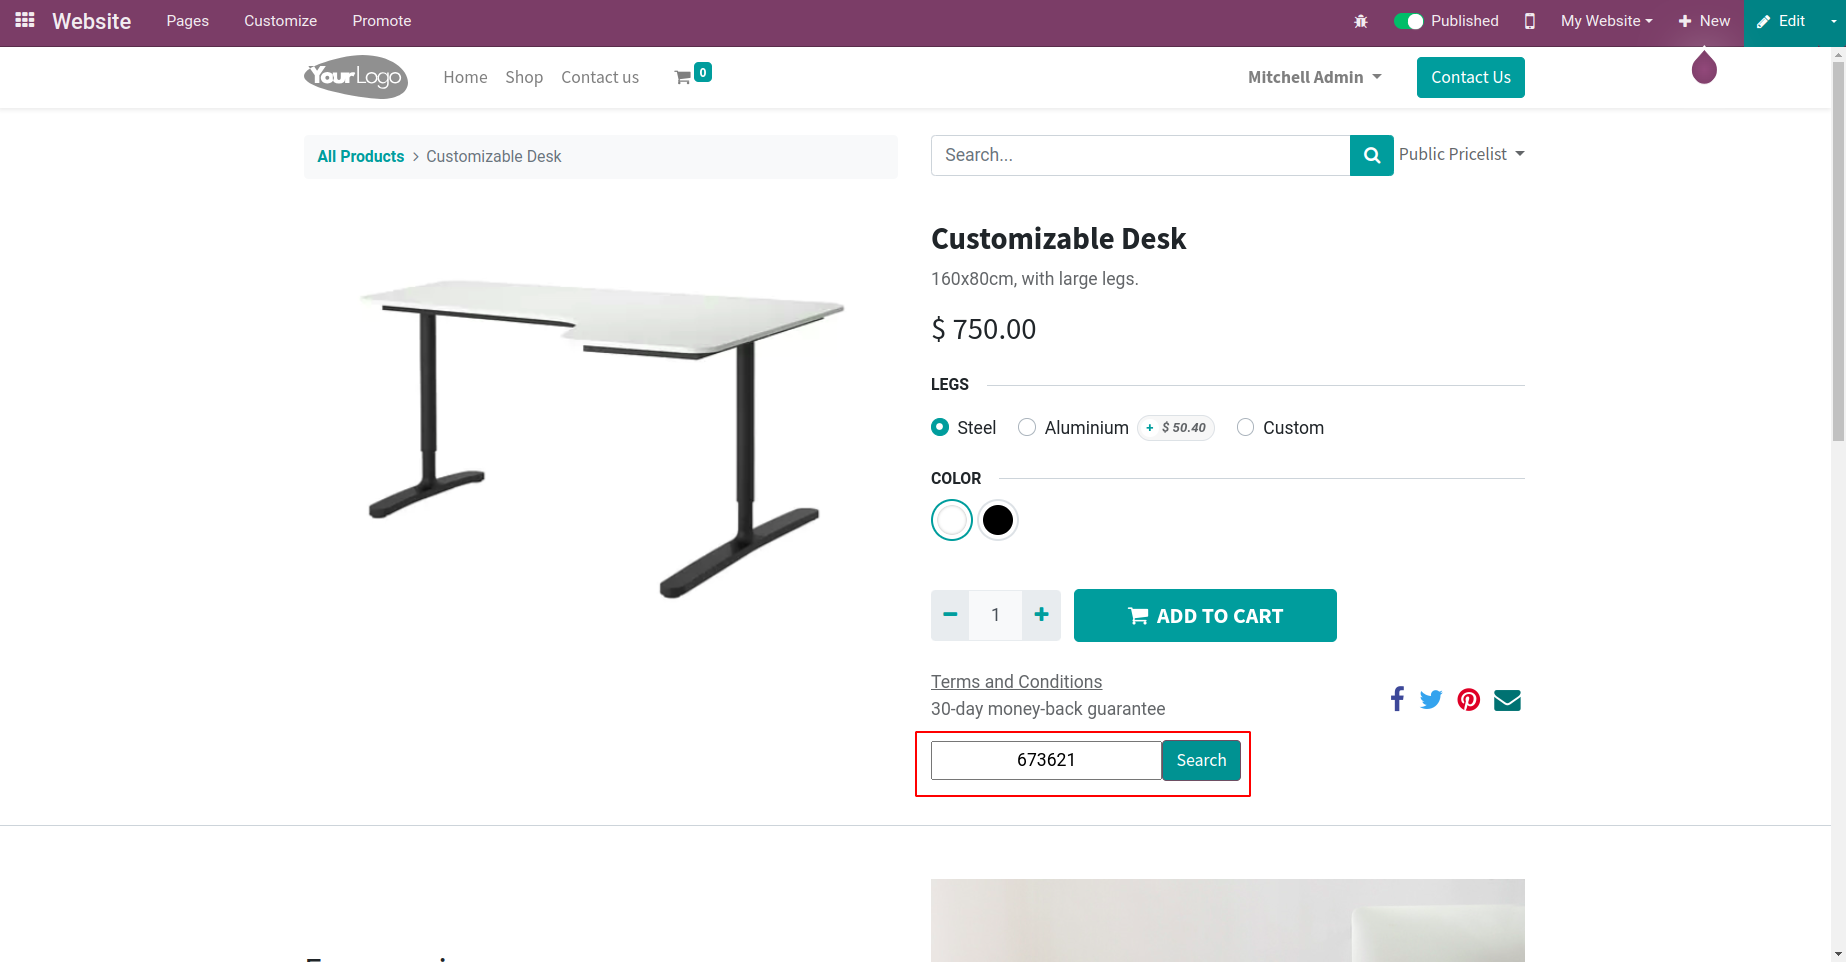 Website Pages Customize Promote Published My Website New Edit
YourLogo Home Shop Contact us 0 Mitchell Admin Contact Us
All Products > Customizable Desk
Search... Public Pricelist
Customizable Desk
160x80cm, with large legs.
$ 750.00
LEGS
Steel Aluminium + $ 50.40 Custom
COLOR
1 ADD TO CART
Terms and Conditions
30-day money-back guarantee
673621 Search